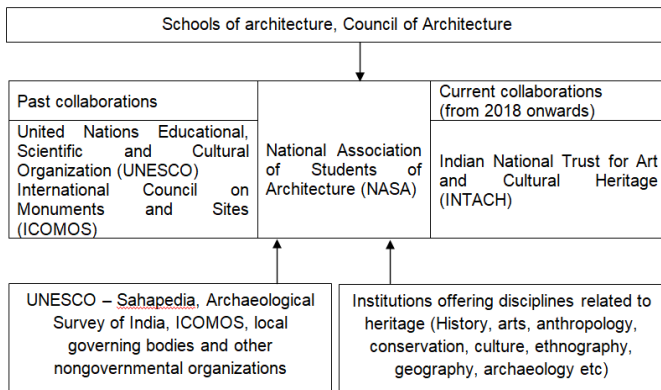 Schools of architecture, Council of Architecture
Past collaborations
United Nations Educational,
Scientific and Cultural
Organization (UNESCO)
International Council on
Monuments and Sites
(ICOMOS)
National Association
of Students of
Architecture (NASA)
Current collaborations
(from 2018 onwards)
Indian National Trust for Art
and Cultural Heritage
(INTACH)
UNESCO – Sahapedia, Archaeological
Survey of India, ICOMOS, local
governing bodies and other
nongovernmental organizations
Institutions offering disciplines related to
heritage (History, arts, anthropology,
conservation, culture, ethnography,
geography, archaeology etc)